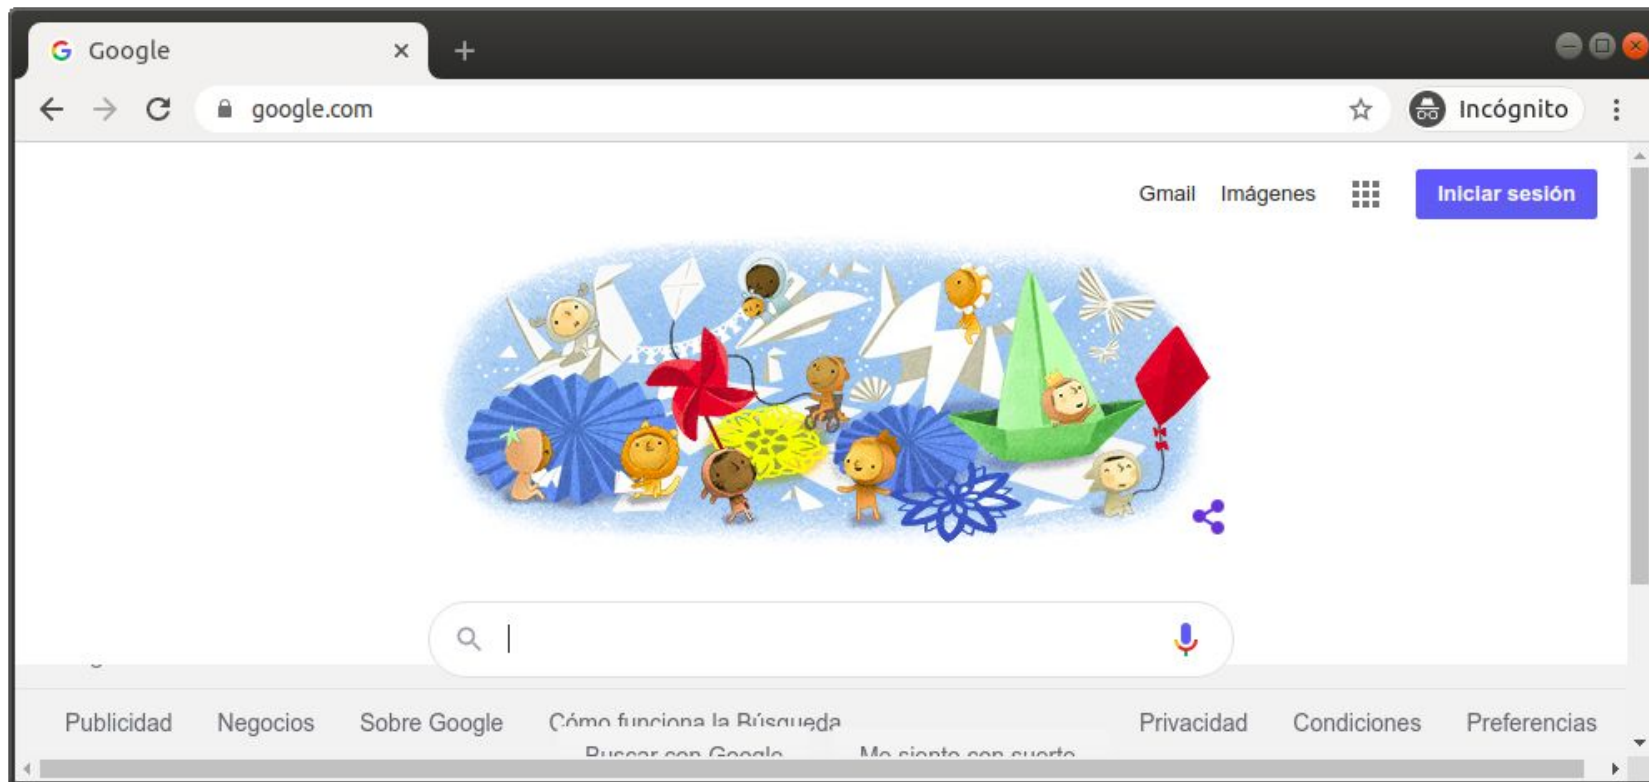 Google
google.com
Incógnito
Gmail Imágenes Iniciar sesión
Publicidad Negocios Sobre Google Cómo funciona la Búsqueda Privacidad Condiciones Preferencias
Buscar con Google Me siento con suerte